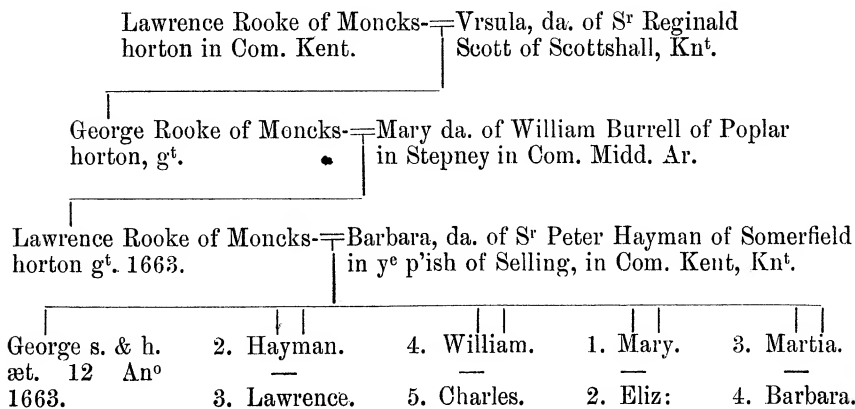 Lawrence Rooke of Moncks- Vrsula, da. of Sʳ Reginald
horton in Com. Kent. Scott of Scottshall, Knᵗ.
George Rooke of Moncks- Mary da. of William Burrell of Poplar
horton, gᵗ. in Stepney in Com. Midd. Ar.
Lawrence Rooke of Moncks- Barbara, da. of Sʳ Peter Hayman of Somerfield
horton gᵗ. 1663. in yᵉ p'ish of Selling, in Com. Kent, Knᵗ.
George s. & h. 2. Hayman. 4. William. 1. Mary. 3. Martia.
æt. 12 Anᵒ
1663. 3. Lawrence. 5. Charles. 2. Eliz: 4. Barbara.